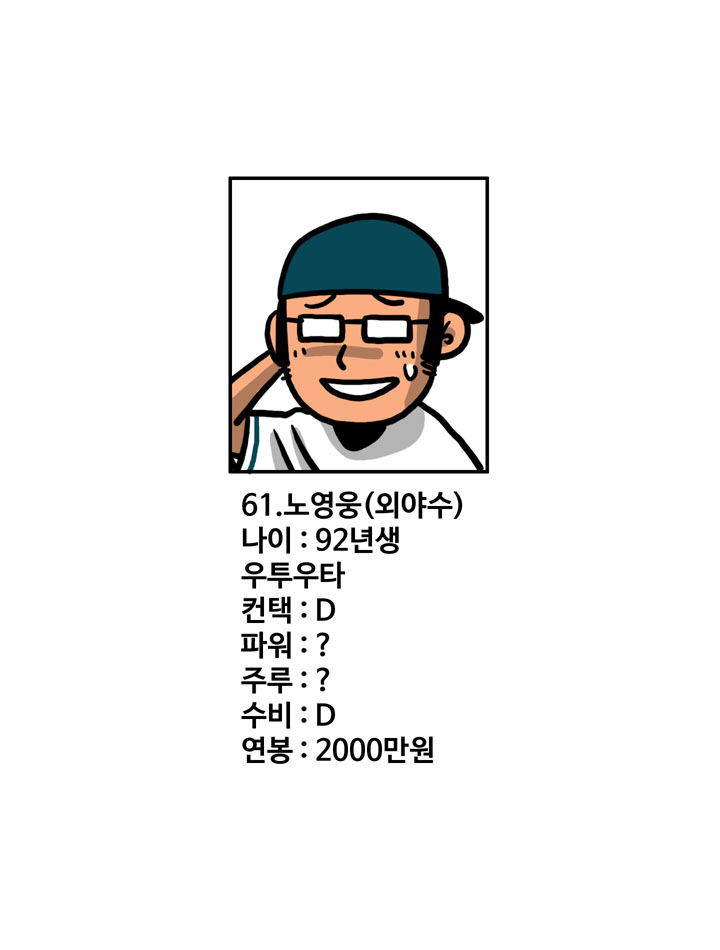 61.노영웅(외야수)
나이 : 92년생
우투우타
컨택 : D
파워 : ?
주루 : ?
수비 : D
연봉 : 2000만원